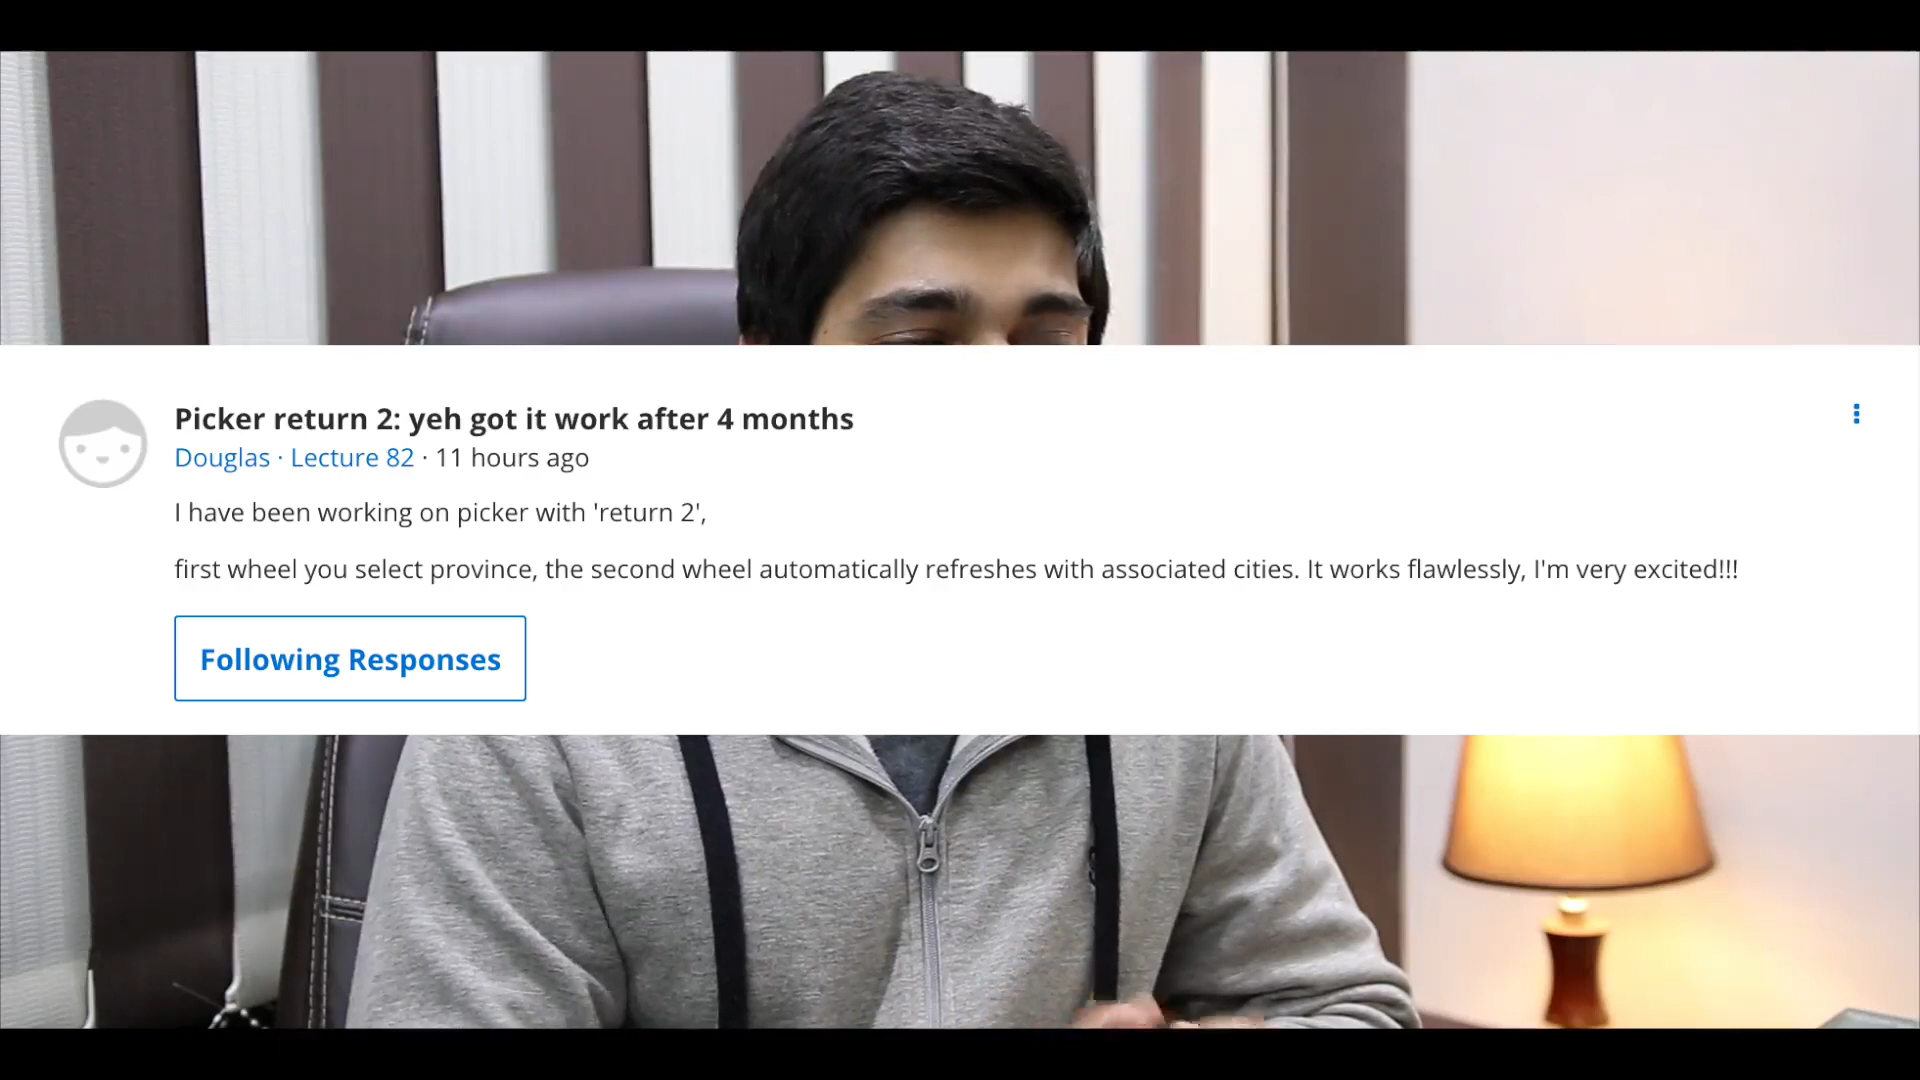 Picker return 2: yeh got it work after 4 months
Douglas · Lecture 82 · 11 hours ago
I have been working on picker with 'return 2',
first wheel you select province, the second wheel automatically refreshes with associated cities. It works flawlessly, I'm very excited!!!
Following Responses